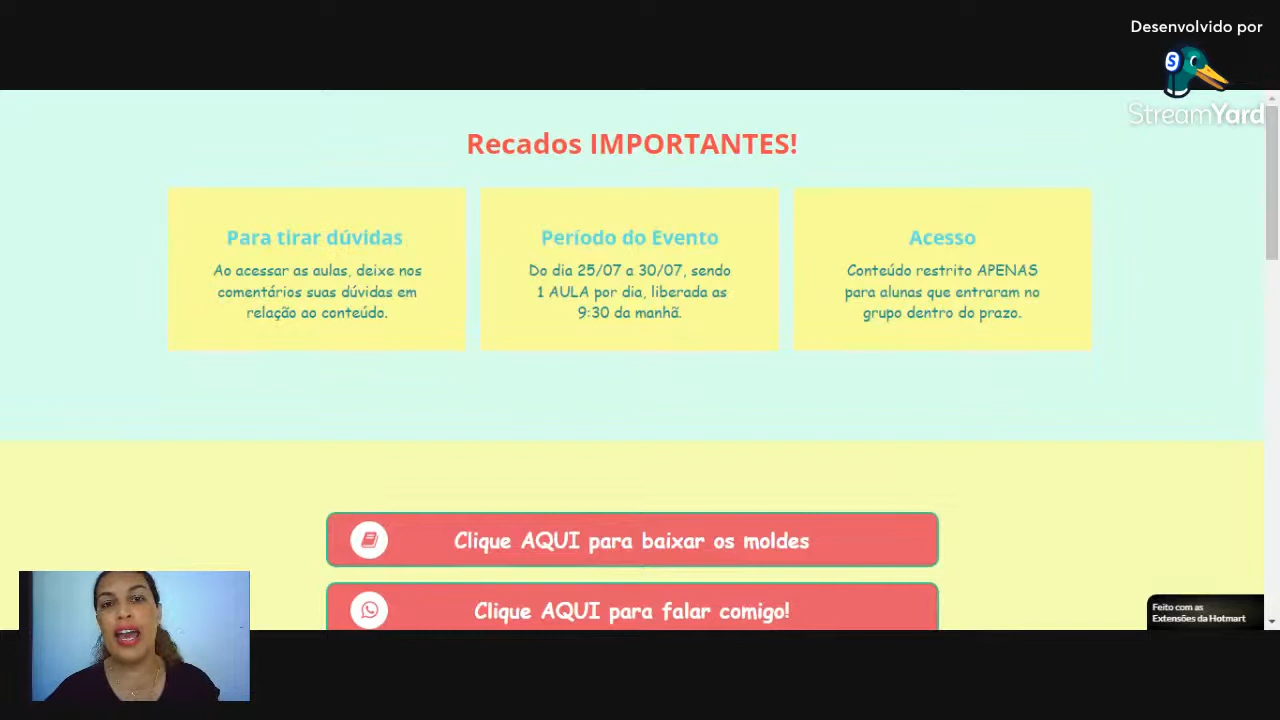 Desenvolvido por
S
StreamYard
Recados IMPORTANTES!
Para tirar dúvidas
Ao acessar as aulas, deixe nos
comentários suas dúvidas em
relação ao conteúdo.
Período do Evento
Do dia 25/07 a 30/07, sendo
1 AULA por dia, liberada as
9:30 da manhã.
Acesso
Conteúdo restrito APENAS
para alunas que entraram no
grupo dentro do prazo.
Clique AQUI para baixar os moldes
Clique AQUI para falar comigo!
Feito com as
Extensões da Hotmart